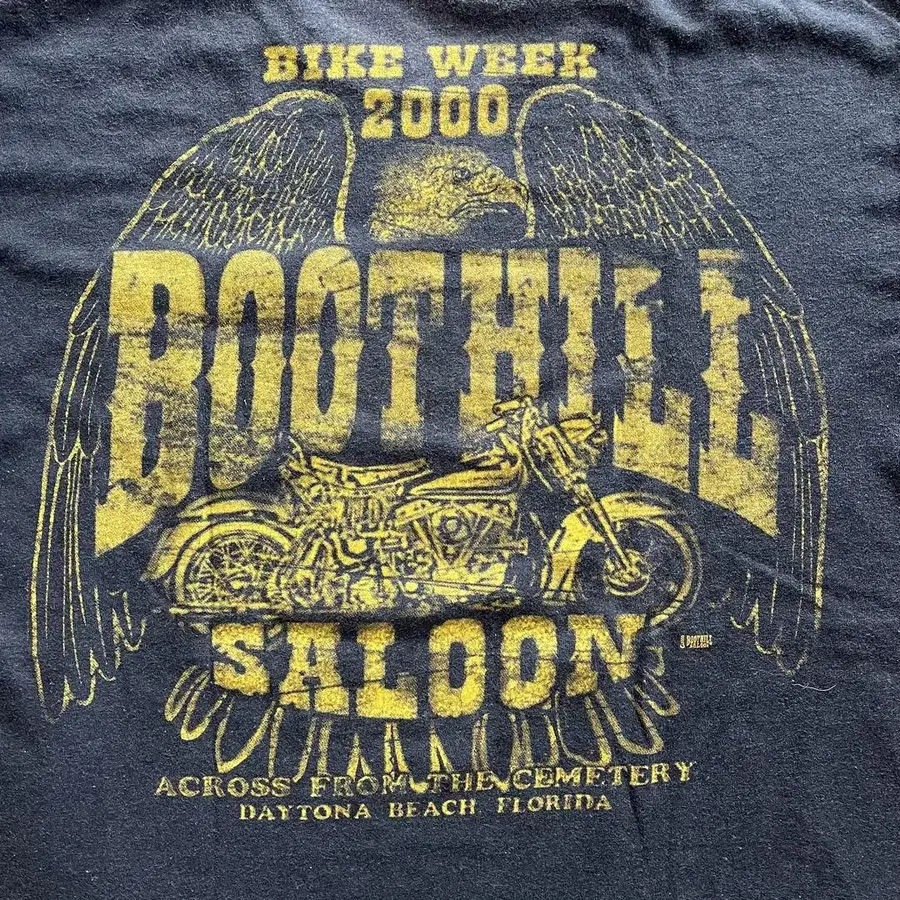 BIKE WEEK
2000
BOOTHILL
SALOON
ACROSS FROM THE CEMETERY
DAYTONA BEACH, FLORIDA